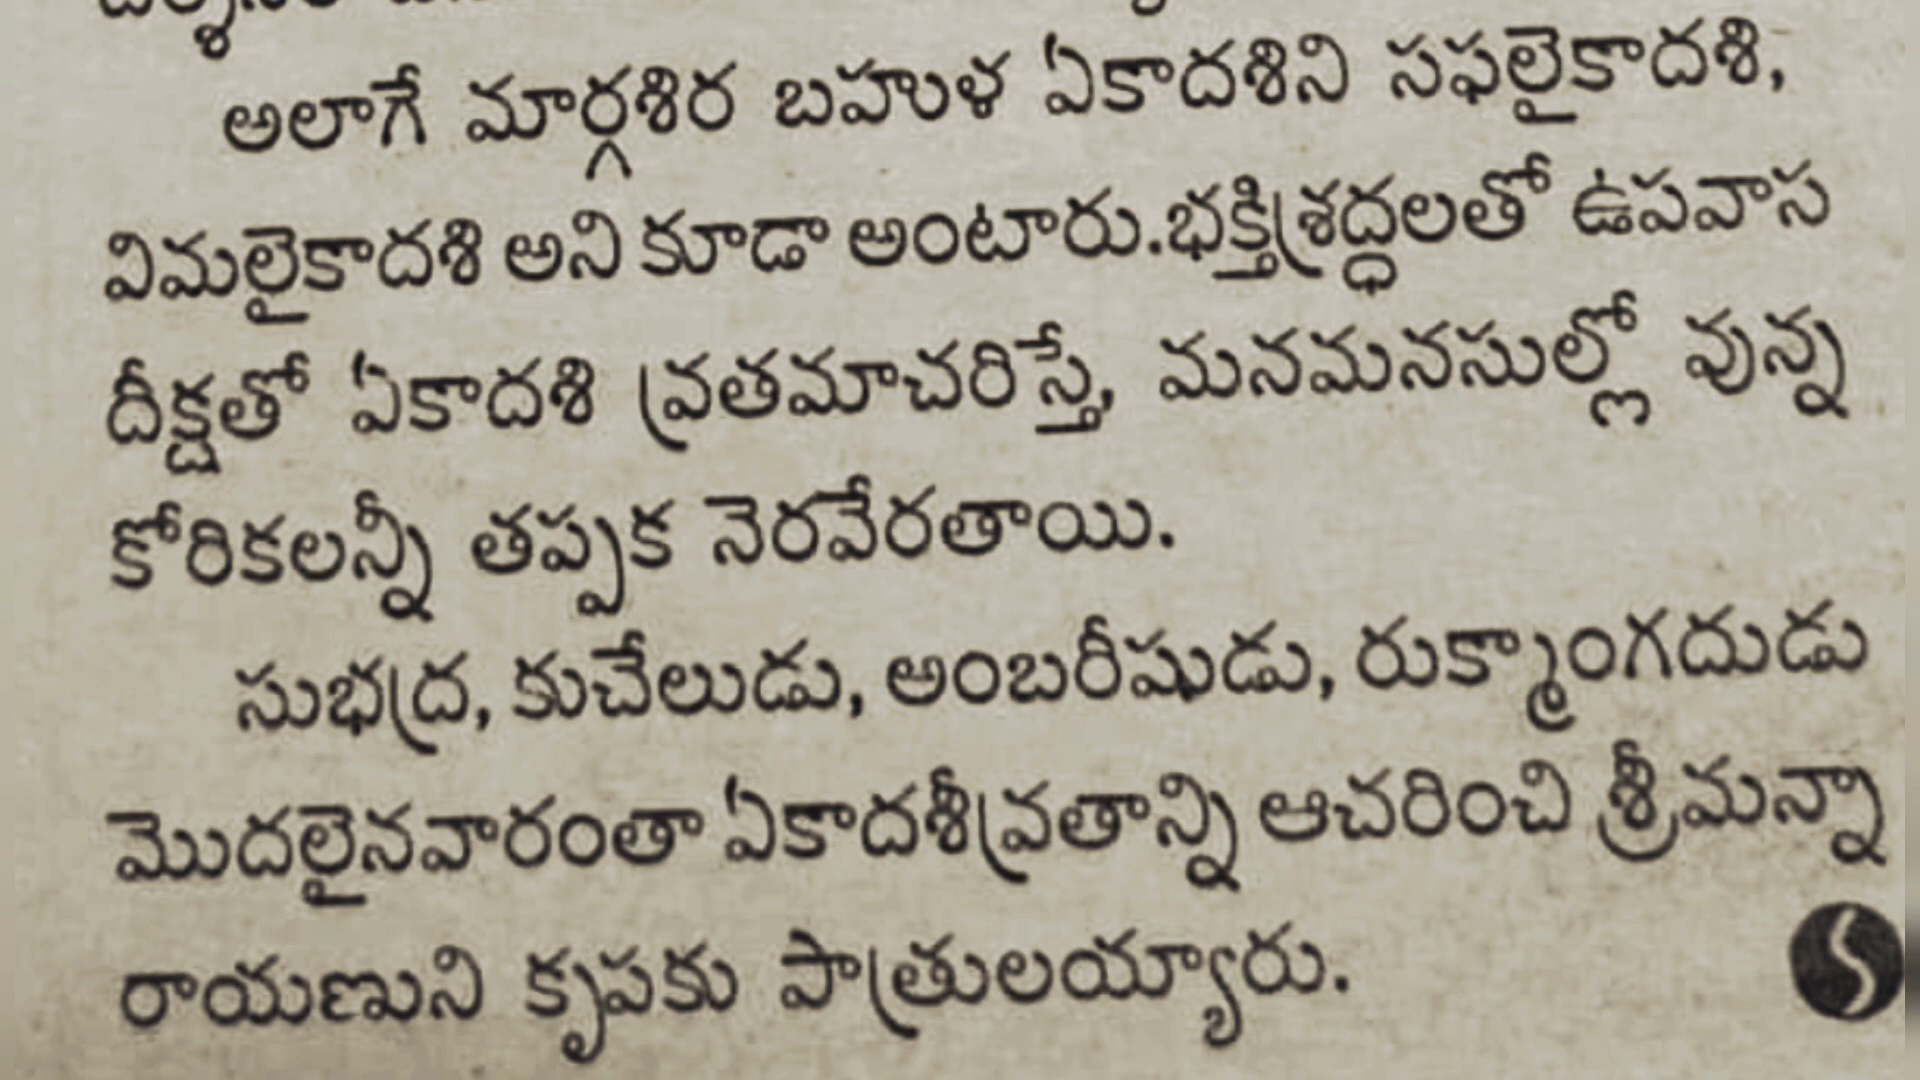 అలాగే మార్గశిర బహుళ ఏకాదశిని సఫలైకాదశి,
విమలైకాదశి అని కూడా అంటారు.భక్తిశ్రద్ధలతో ఉపవాస
దీక్షతో ఏకాదశి వ్రతమాచరిస్తే, మనమనసుల్లో వున్న
కోరికలన్నీ తప్పక నెరవేరతాయి.
సుభద్ర, కుచేలుడు, అంబరీషుడు, రుక్మాంగదుడు
మొదలైనవారంతా ఏకాదశీవ్రతాన్ని ఆచరించి శ్రీమన్నా
రాయణుని కృపకు పాత్రులయ్యారు.